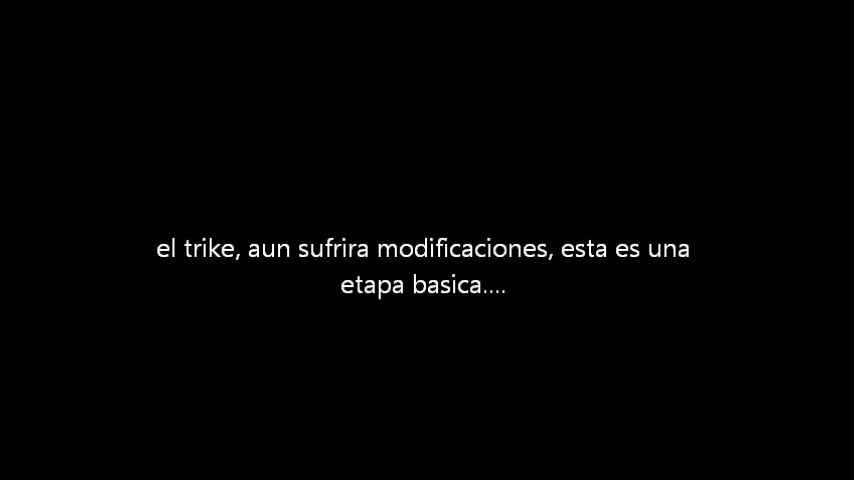 el trike, aun sufrira modificaciones, esta es una
etapa basica....